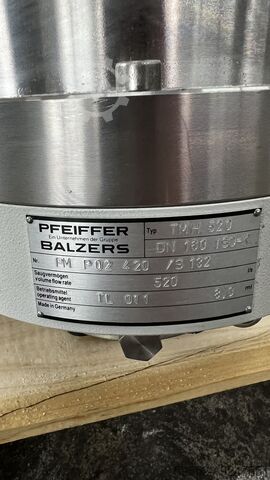 PFEIFFER
Ein Unternehmen der Gruppe
BALZERS
Typ TMH 520
DN 160 ISO-K
Nr. PM P02 420 /S 132
Saugvermögen
volume flow rate 520 l/s
Betriebsmittel
operating agent TL 011 ml
Made in Germany